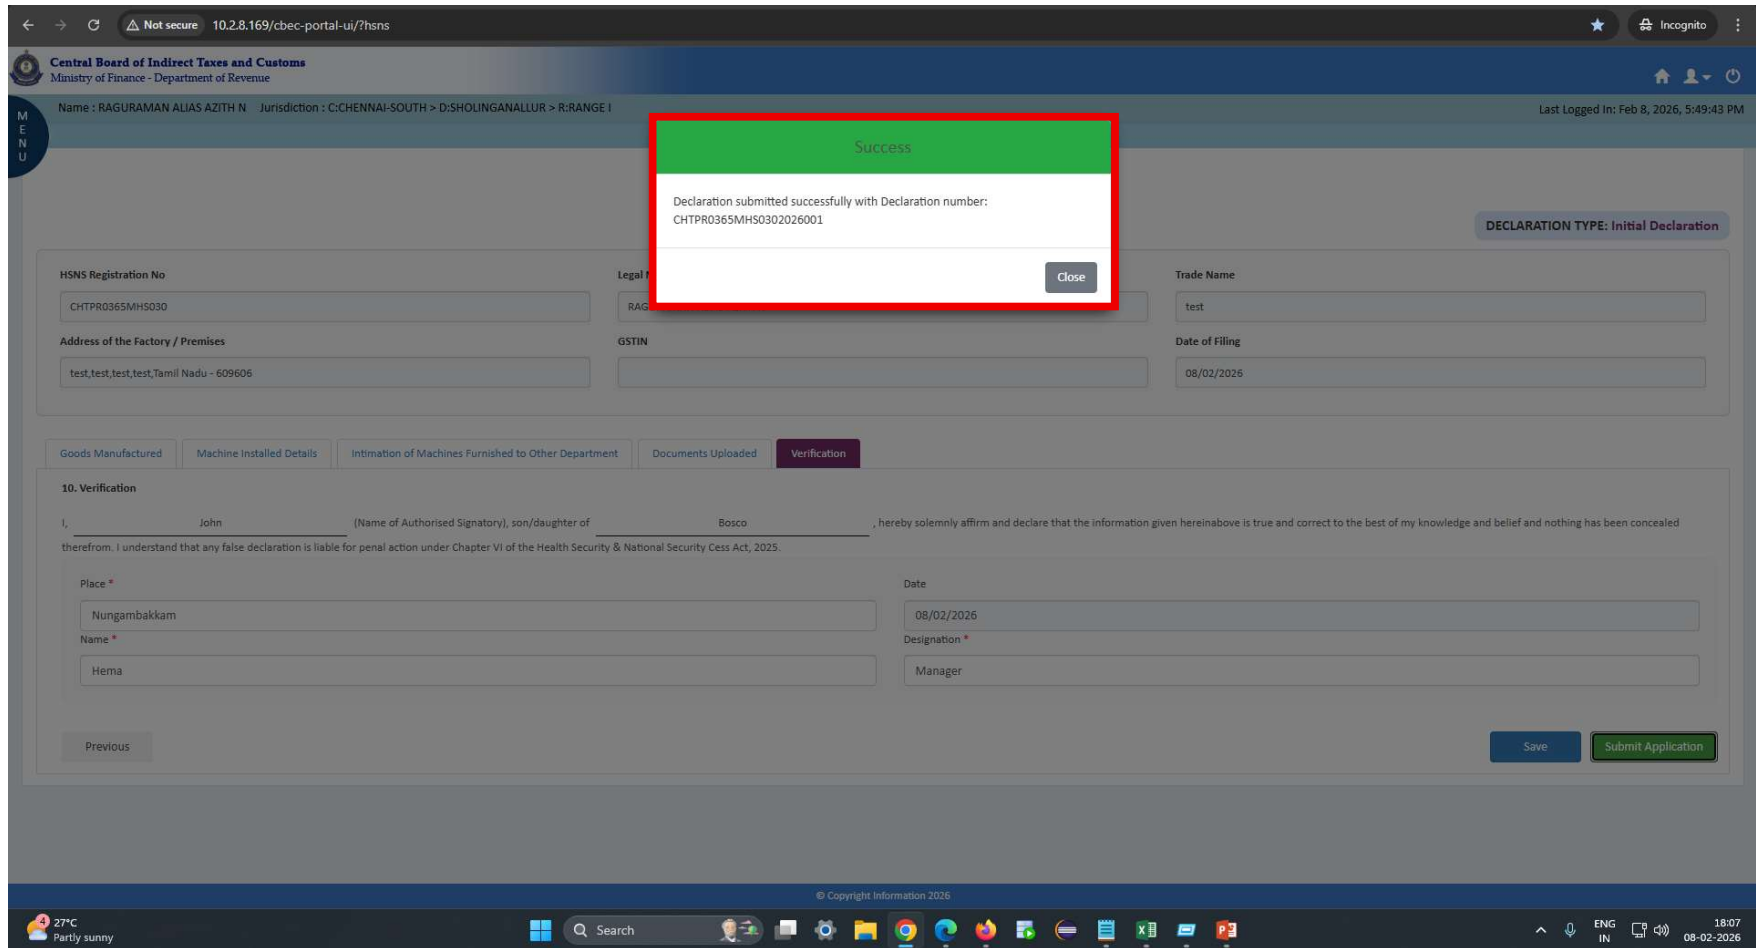 Not secure 10.2.8.169/cbec-portal-ui/?hsns Incognito
Central Board of Indirect Taxes and Customs
Ministry of Finance - Department of Revenue
MENU
Name : RAGURAMAN ALIAS AZITH N Jurisdiction : C:CHENNAI-SOUTH > D:SHOLINGANALLUR > R:RANGE I Last Logged In: Feb 8, 2026, 5:49:43 PM
Success
Declaration submitted successfully with Declaration number:
CHTPR0365MHS0302026001
Close
DECLARATION TYPE: Initial Declaration
HSNS Registration No Legal Trade Name
CHTPR0365MHS030 RAG test
Address of the Factory / Premises GSTIN Date of Filing
test,test,test,test,Tamil Nadu - 609606 08/02/2026
Goods Manufactured Machine Installed Details Intimation of Machines Furnished to Other Department Documents Uploaded Verification
10. Verification
I, John (Name of Authorised Signatory), son/daughter of Bosco , hereby solemnly affirm and declare that the information given hereinabove is true and correct to the best of my knowledge and belief and nothing has been concealed
therefrom. I understand that any false declaration is liable for penal action under Chapter VI of the Health Security & National Security Cess Act, 2025.
Place * Date
Nungambakkam 08/02/2026
Name * Designation *
Hema Manager
Previous Save Submit Application
© Copyright Information 2026
4 27°C Search ENG 18:07
Partly sunny IN 08-02-2026